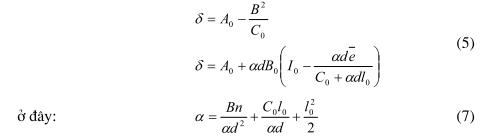 δ = A₀ - B²/C₀
(5)
δ = A₀ + αdB₀(I₀ - αdē/(C₀ + αdl₀))
ở đây: α = Bn/αd² + C₀l₀/αd + l₀²/2 (7)